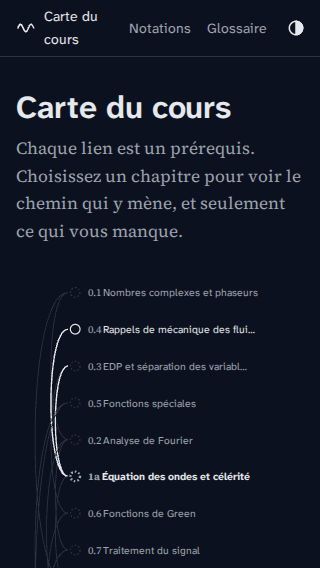 Carte du
cours
Notations
Glossaire
Carte du cours
Chaque lien est un prérequis.
Choisissez un chapitre pour voir le
chemin qui y mène, et seulement
ce qui vous manque.
0.1 Nombres complexes et phaseurs
0.4 Rappels de mécanique des flui…
0.3 EDP et séparation des variabl…
0.5 Fonctions spéciales
0.2 Analyse de Fourier
1a Équation des ondes et célérité
0.6 Fonctions de Green
0.7 Traitement du signal